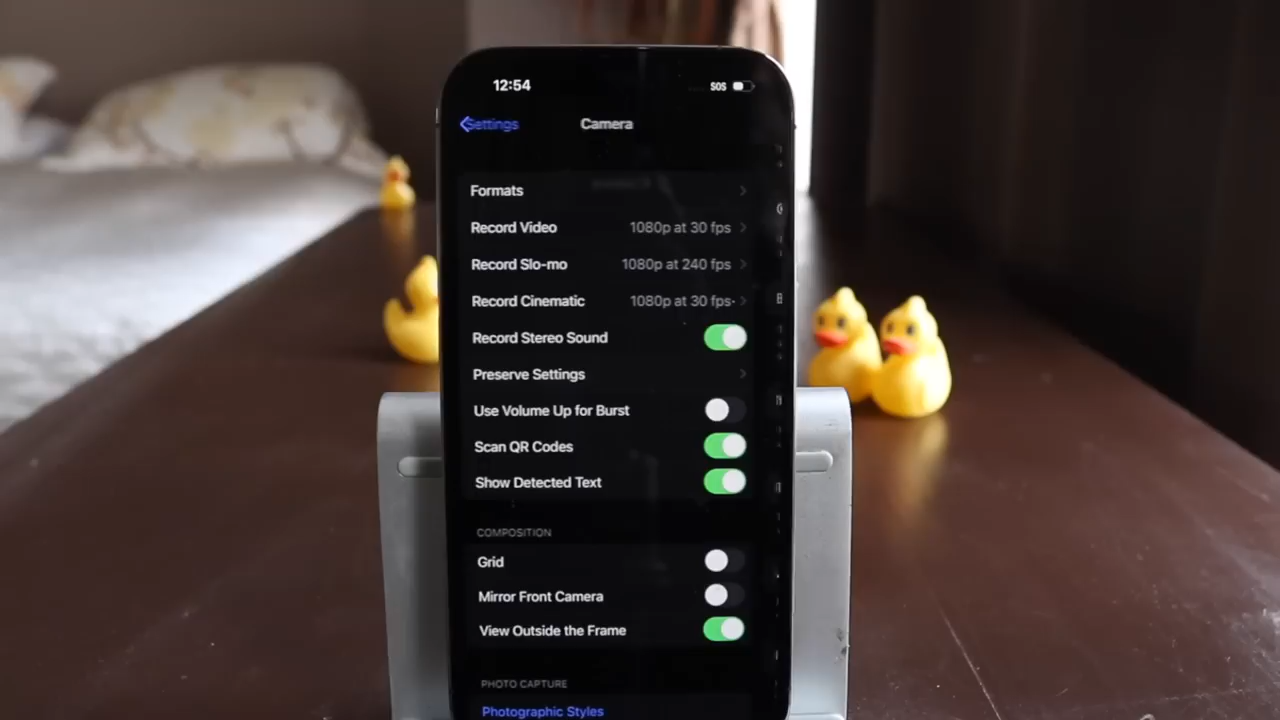 12:54 SOS
Settings Camera
Formats
Record Video 1080p at 30 fps
Record Slo-mo 1080p at 240 fps
Record Cinematic 1080p at 30 fps
Record Stereo Sound
Preserve Settings
Use Volume Up for Burst
Scan QR Codes
Show Detected Text
COMPOSITION
Grid
Mirror Front Camera
View Outside the Frame
PHOTO CAPTURE
Photographic Styles